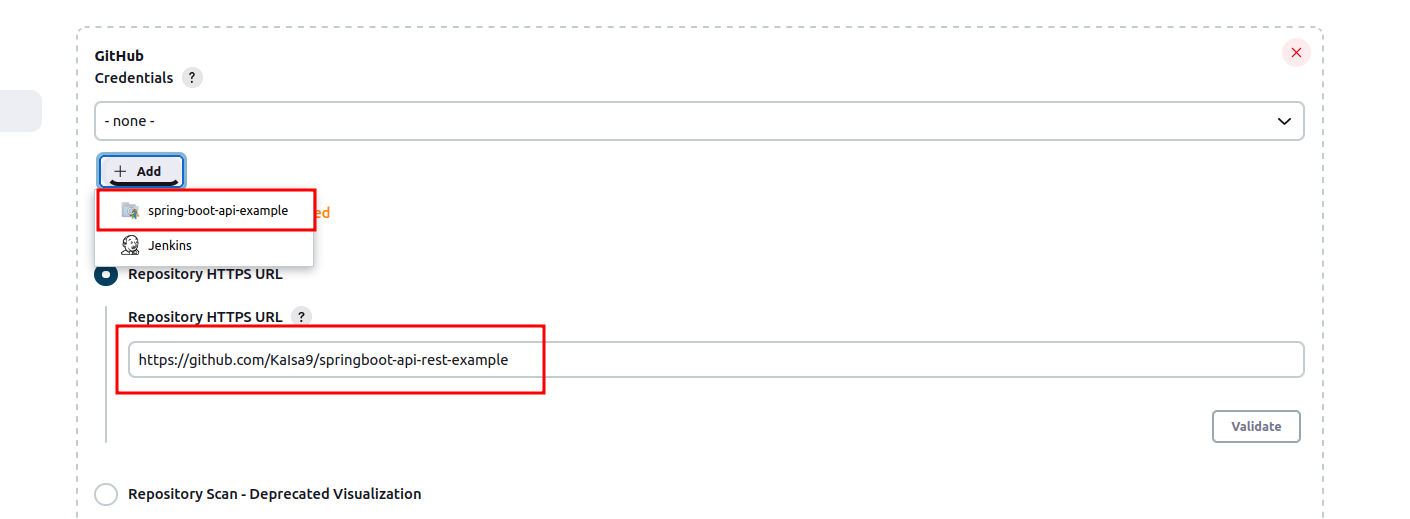 GitHub
Credentials ?
- none -
+ Add
spring-boot-api-example
ed
Jenkins
Repository HTTPS URL
Repository HTTPS URL ?
https://github.com/KaIsa9/springboot-api-rest-example
Validate
Repository Scan - Deprecated Visualization